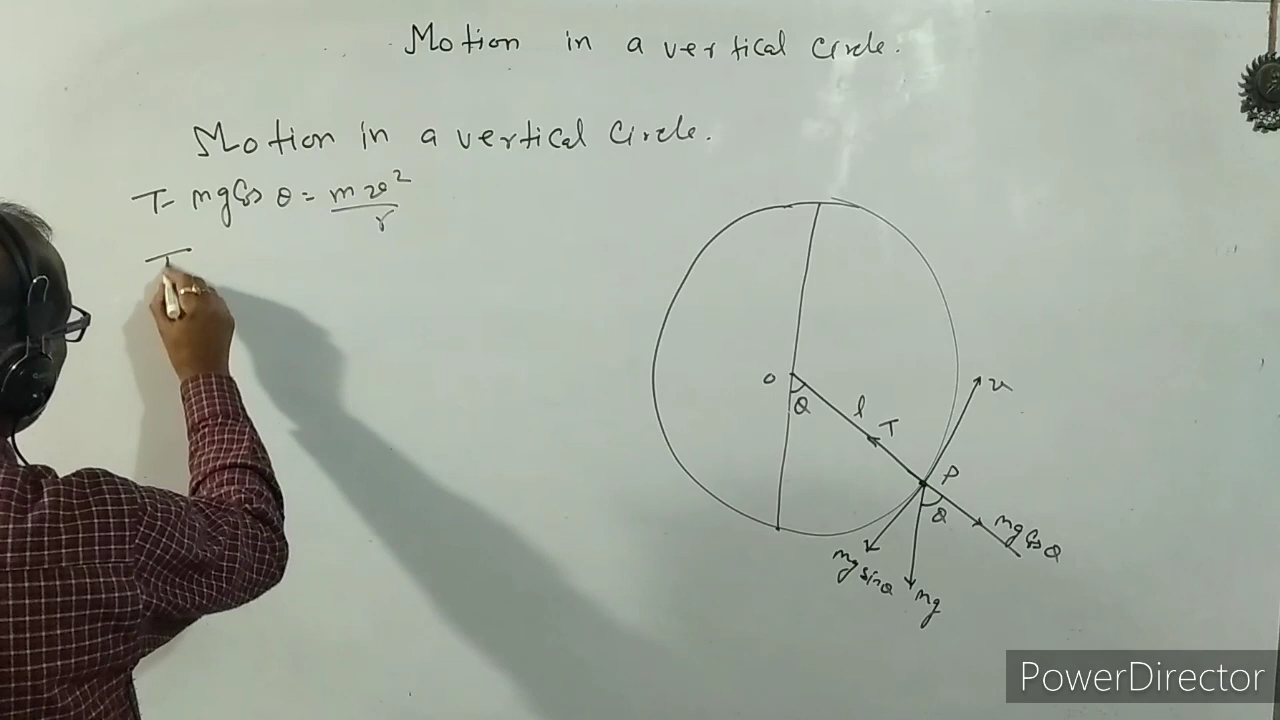 Motion in a vertical Circle.
Motion in a vertical Circle.
T- mg Cos θ = mv²/r
T
O
θ
l
T
v
P
θ
mg Cos θ
mg sin θ
mg
PowerDirector